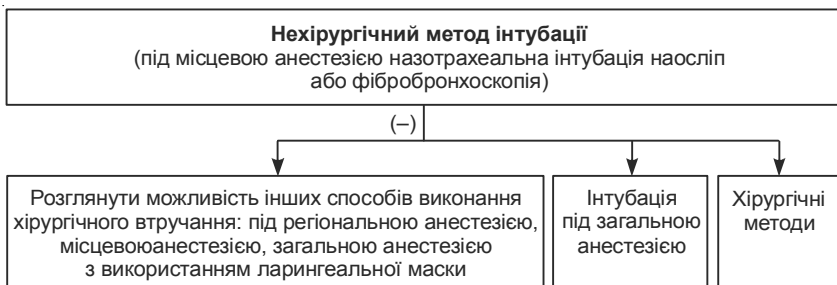 Нехірургічний метод інтубації
(під місцевою анестезією назотрахеальна інтубація наосліп
або фібробронхоскопія)
(–)
Розглянути можливість інших способів виконання
хірургічного втручання: під регіональною анестезією,
місцевоюанестезією, загальною анестезією
з використанням ларингеальної маски
Інтубація
під загальною
анестезією
Хірургічні
методи